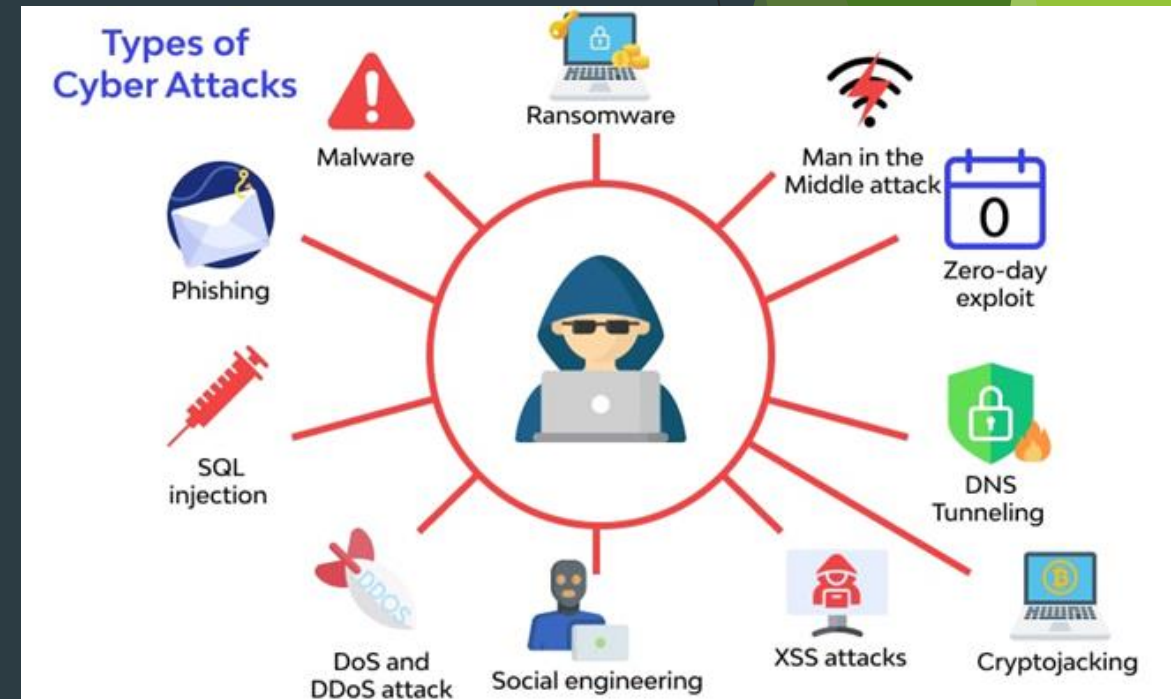 Types of
Cyber Attacks
Malware
Ransomware
Man in the
Middle attack
0
Zero-day
exploit
Phishing
SQL
injection
DNS
Tunneling
DDOS
DoS and
DDoS attack
Social engineering
XSS attacks
Cryptojacking